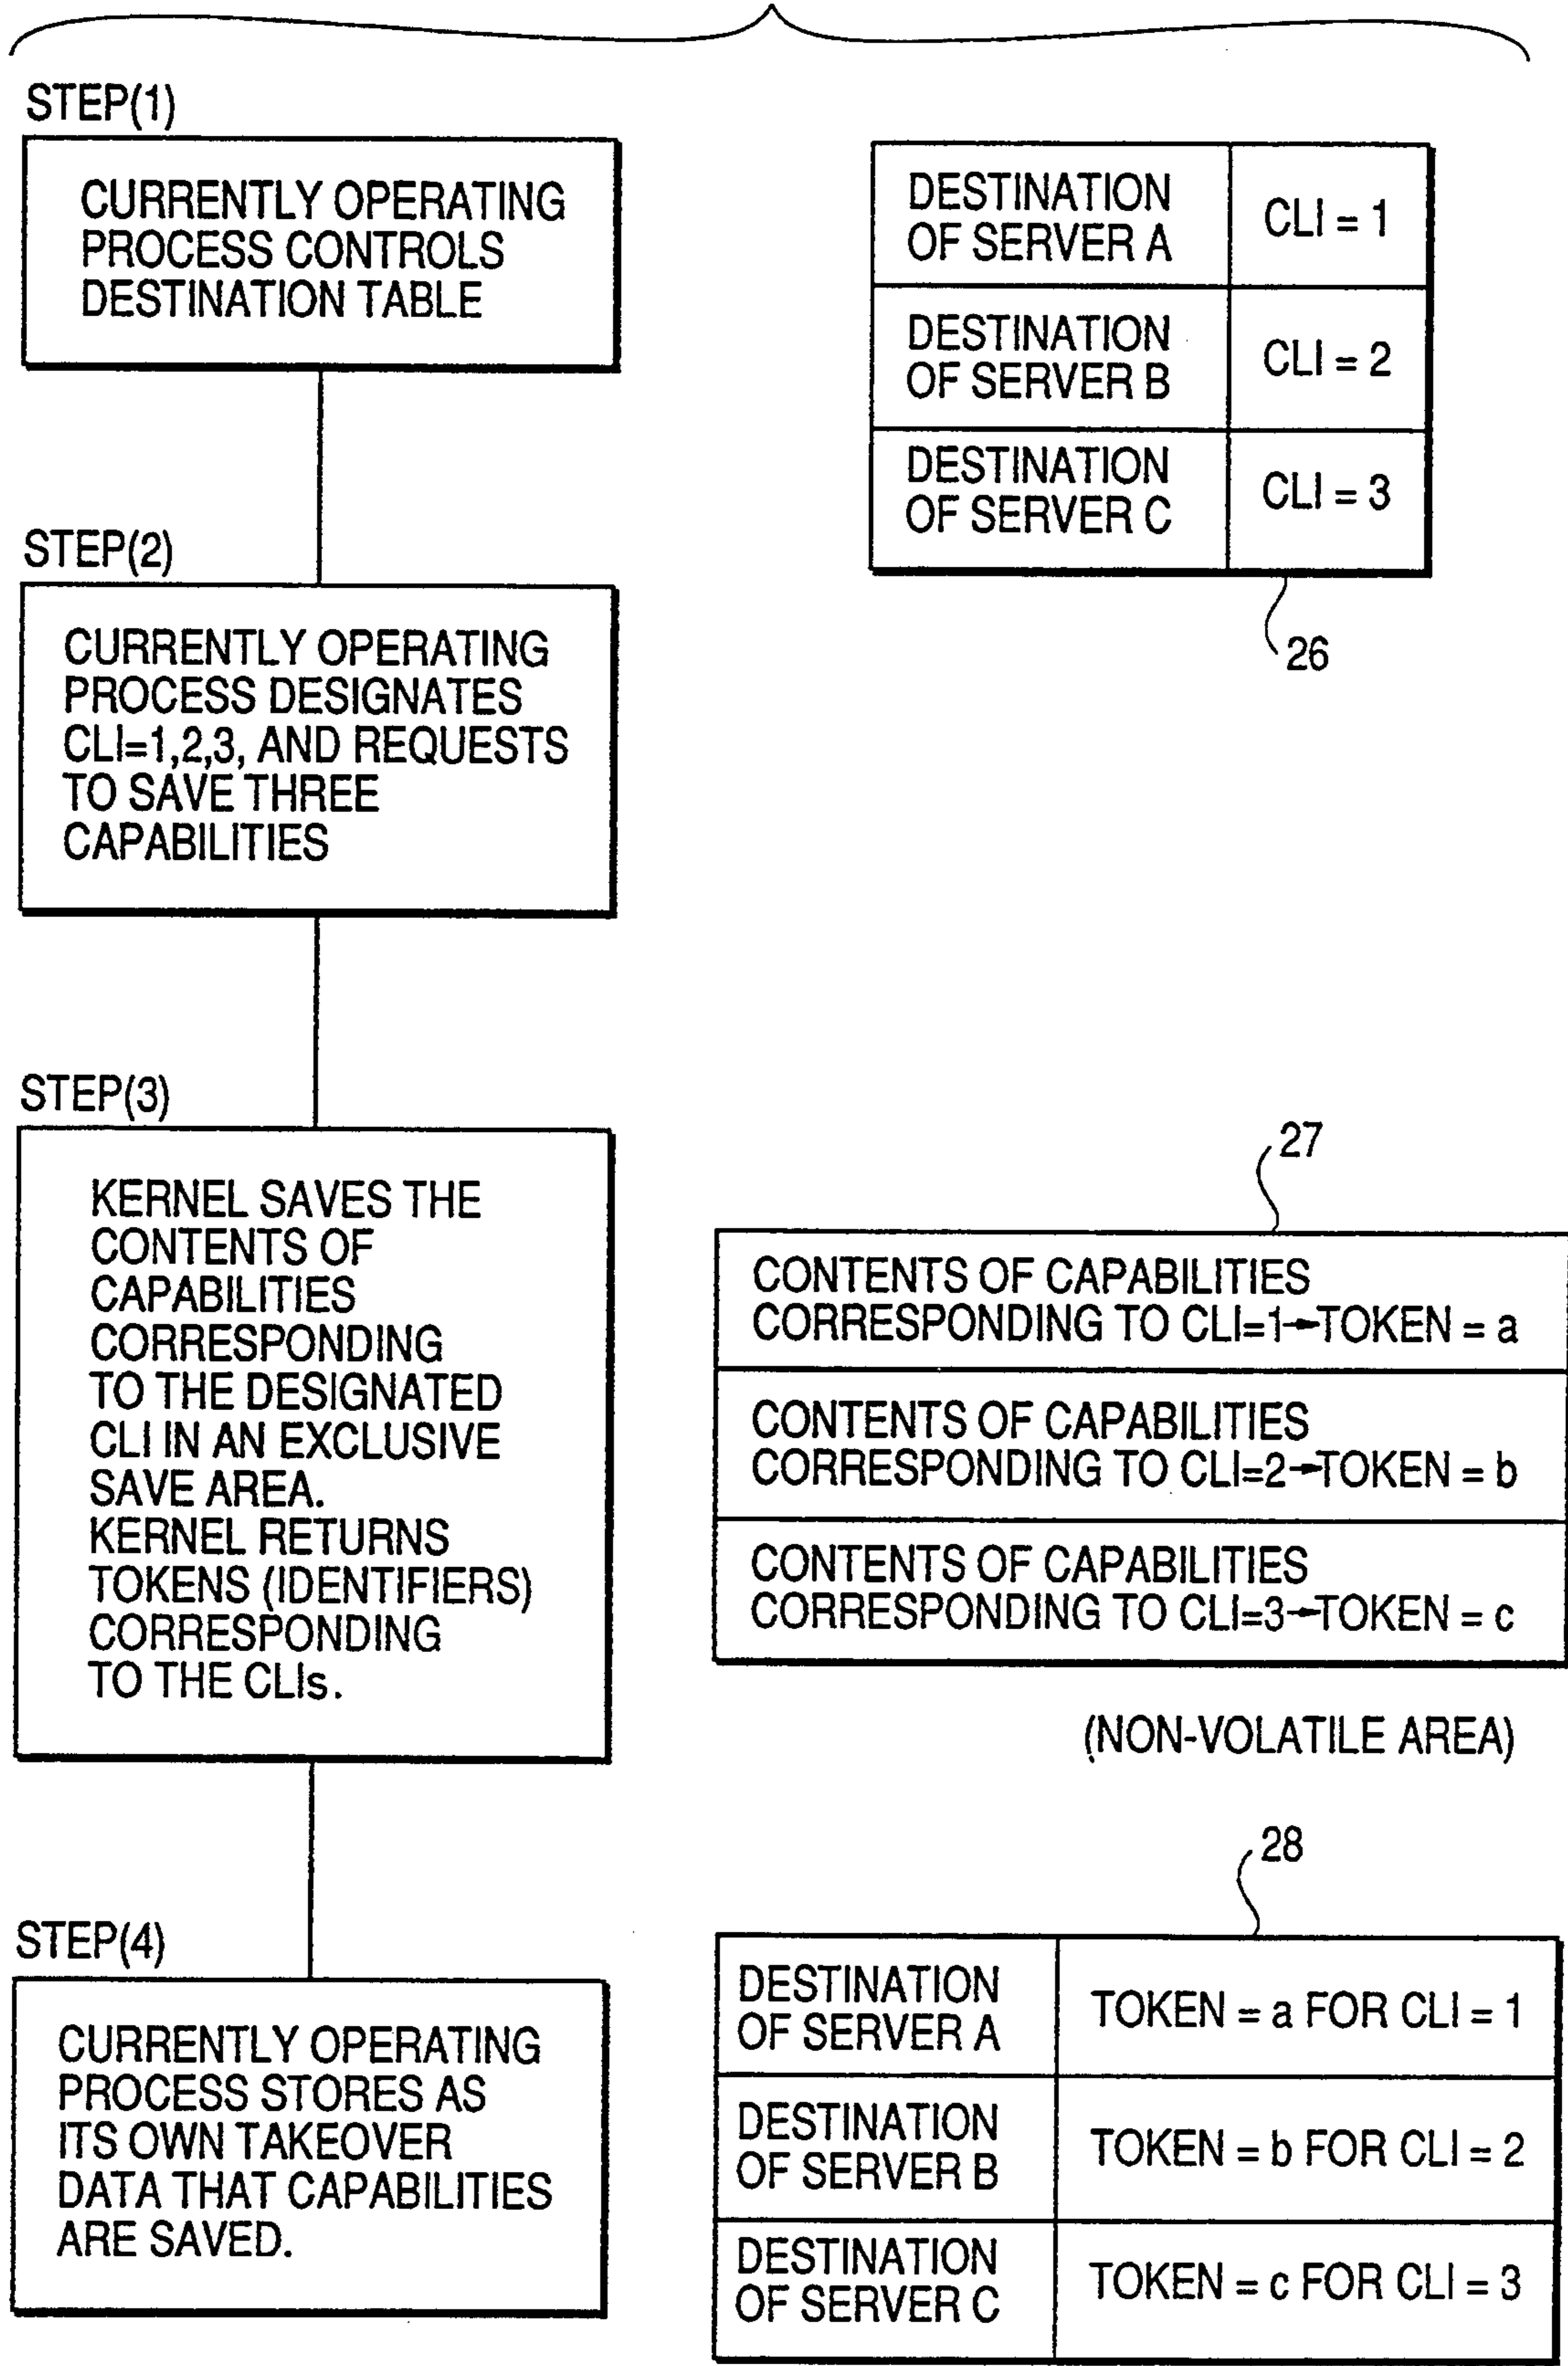 STEP(1)
CURRENTLY OPERATING
PROCESS CONTROLS
DESTINATION TABLE
DESTINATION
OF SERVER A
CLI = 1
DESTINATION
OF SERVER B
CLI = 2
DESTINATION
OF SERVER C
CLI = 3
26
STEP(2)
CURRENTLY OPERATING
PROCESS DESIGNATES
CLI=1,2,3, AND REQUESTS
TO SAVE THREE
CAPABILITIES
STEP(3)
KERNEL SAVES THE
CONTENTS OF
CAPABILITIES
CORRESPONDING
TO THE DESIGNATED
CLI IN AN EXCLUSIVE
SAVE AREA.
KERNEL RETURNS
TOKENS (IDENTIFIERS)
CORRESPONDING
TO THE CLIs.
27
CONTENTS OF CAPABILITIES
CORRESPONDING TO CLI=1→TOKEN = a
CONTENTS OF CAPABILITIES
CORRESPONDING TO CLI=2→TOKEN = b
CONTENTS OF CAPABILITIES
CORRESPONDING TO CLI=3→TOKEN = c
(NON-VOLATILE AREA)
STEP(4)
CURRENTLY OPERATING
PROCESS STORES AS
ITS OWN TAKEOVER
DATA THAT CAPABILITIES
ARE SAVED.
28
DESTINATION
OF SERVER A
TOKEN = a FOR CLI = 1
DESTINATION
OF SERVER B
TOKEN = b FOR CLI = 2
DESTINATION
OF SERVER C
TOKEN = c FOR CLI = 3